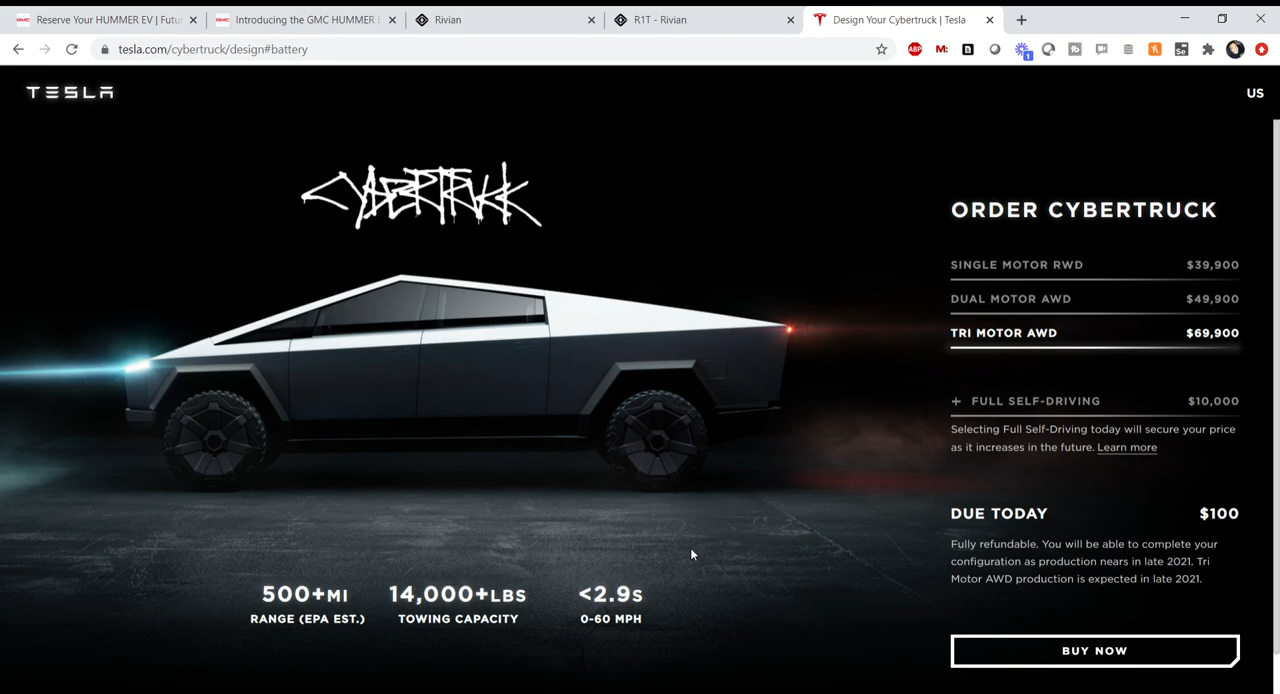 Reserve Your HUMMER EV | Futu
Introducing the GMC HUMMER E
Rivian
R1T - Rivian
Design Your Cybertruck | Tesla
tesla.com/cybertruck/design#battery
ABP
M:
1
Se
TESLA
US
CYBERTRUCK
ORDER CYBERTRUCK
SINGLE MOTOR RWD $39,900
DUAL MOTOR AWD $49,900
TRI MOTOR AWD $69,900
+ FULL SELF-DRIVING $10,000
Selecting Full Self-Driving today will secure your price
as it increases in the future. Learn more
DUE TODAY $100
Fully refundable. You will be able to complete your
configuration as production nears in late 2021. Tri
Motor AWD production is expected in late 2021.
500+MI 14,000+LBS <2.9S
RANGE (EPA EST.) TOWING CAPACITY 0-60 MPH
BUY NOW